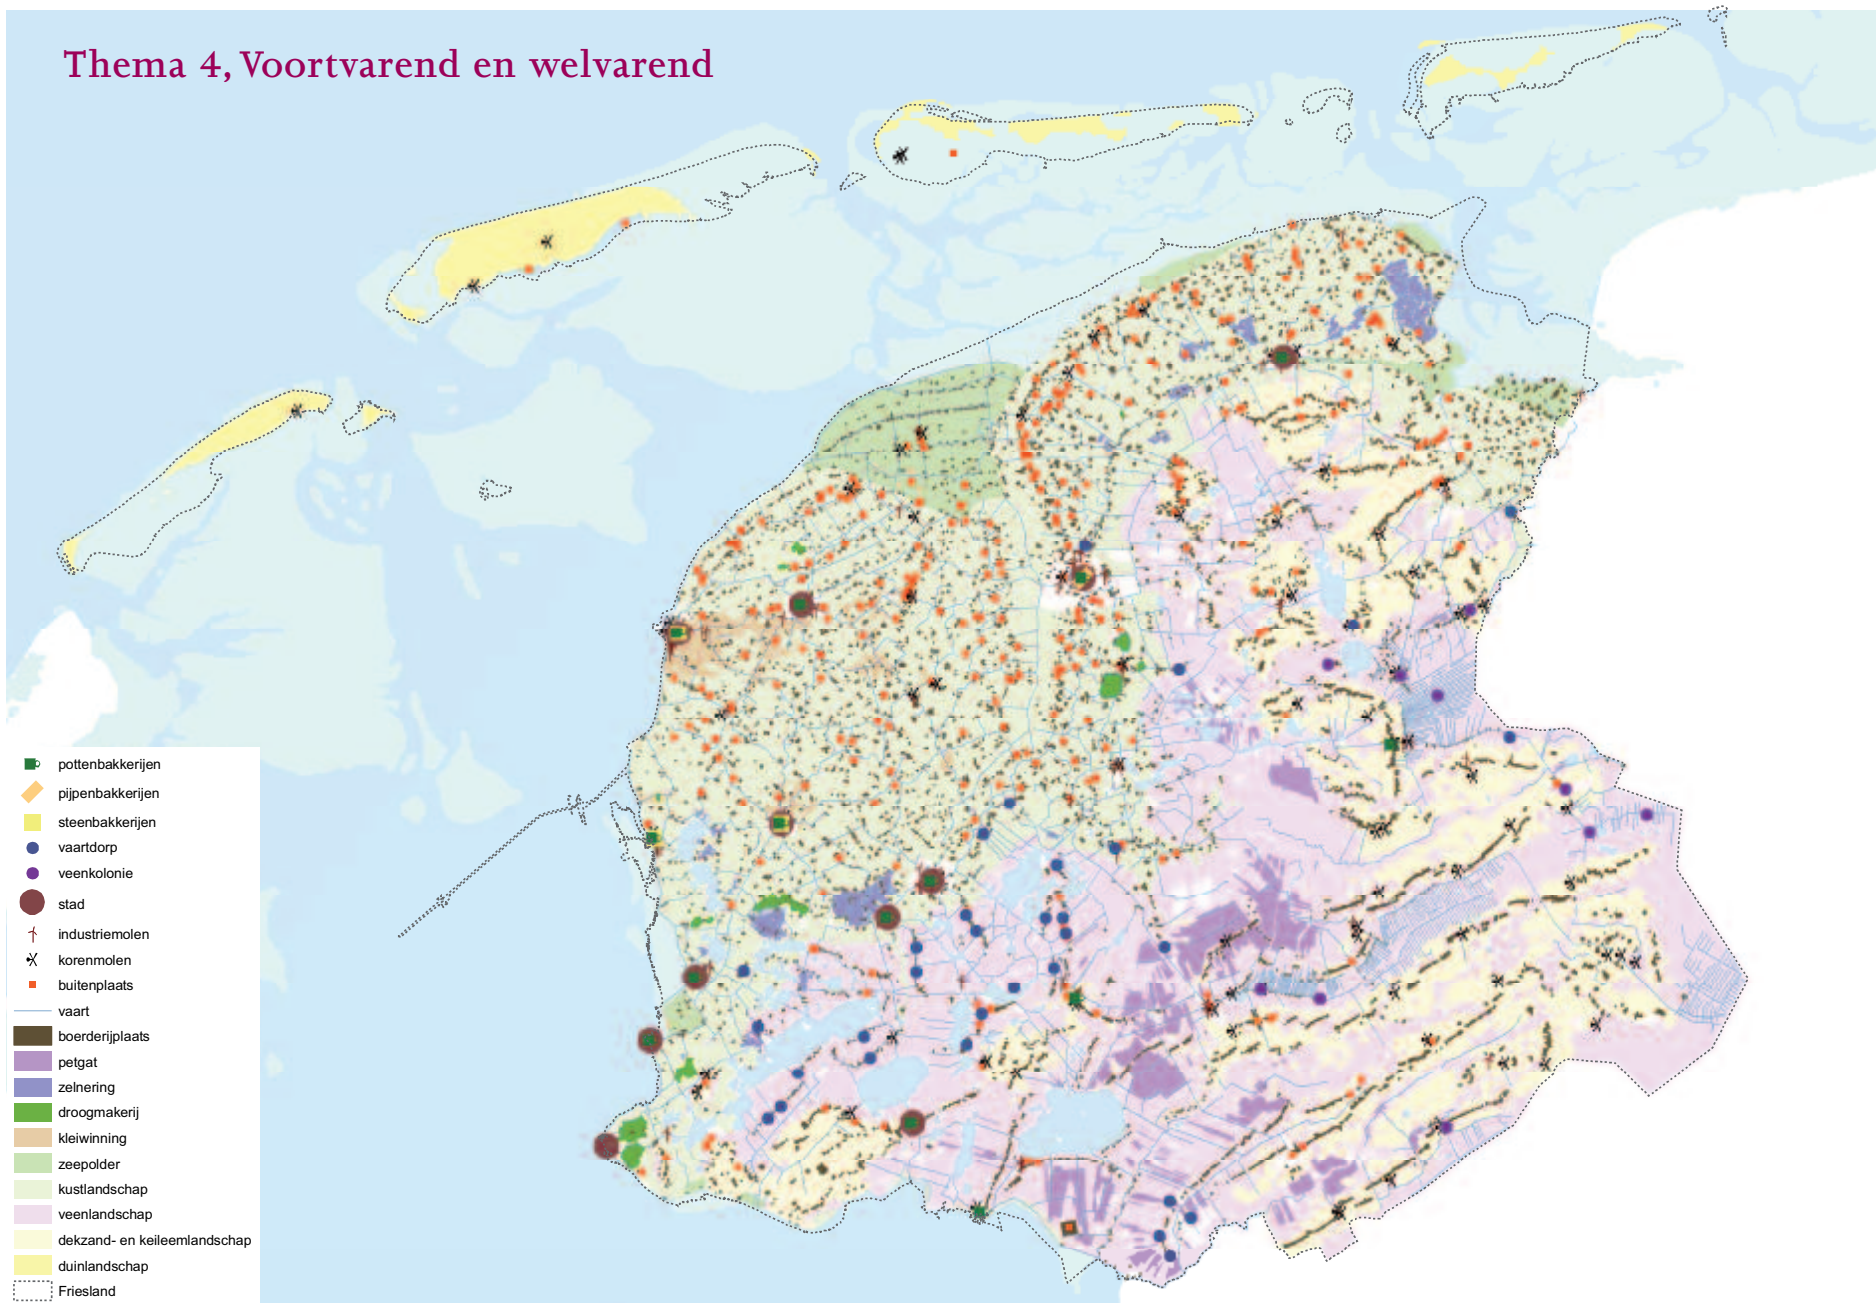 Thema 4, Voortvarend en welvarend
pottenbakkerijen
pijpenbakkerijen
steenbakkerijen
vaartdorp
veenkolonie
stad
industriemolen
korenmolen
buitenplaats
vaart
boerderijplaats
petgat
zelnering
droogmakerij
kleiwinning
zeepolder
kustlandschap
veenlandschap
dekzand- en keileemlandschap
duinlandschap
Friesland